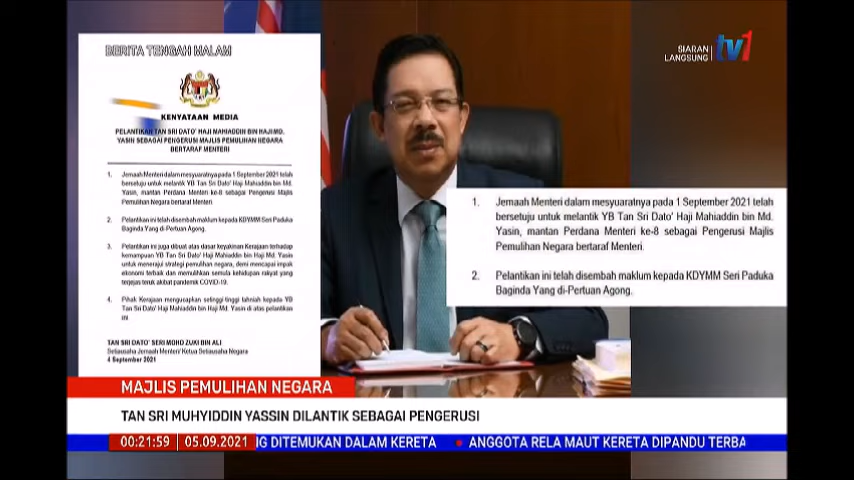 BERITA TENGAH MALAM
SIARAN
LANGSUNG
tv1
KENYATAAN MEDIA
PELANTIKAN TAN SRI DATO' HAJI MAHIADDIN BIN HAJI MD.
YASIN SEBAGAI PENGERUSI MAJLIS PEMULIHAN NEGARA
BERTARAF MENTERI
1. Jemaah Menteri dalam mesyuaratnya pada 1 September 2021 telah
bersetuju untuk melantik YB Tan Sri Dato' Haji Mahiaddin bin Md.
Yasin, mantan Perdana Menteri ke-8 sebagai Pengerusi Majlis
Pemulihan Negara bertaraf Menteri.
2. Pelantikan ini telah disembah maklum kepada KDYMM Seri Paduka
Baginda Yang di-Pertuan Agong.
3. Pelantikan ini juga dibuat atas dasar keyakinan Kerajaan terhadap
kemampuan YB Tan Sri Dato' Haji Mahiaddin bin Haji Md. Yasin
untuk menerajui strategi pemulihan negara, demi mencapai impak
ekonomi terbaik dan memulihkan semula kehidupan rakyat yang
terjejas teruk akibat pandemik COVID-19.
4. Pihak Kerajaan mengucapkan setinggi tinggi tahniah kepada YB
Tan Sri Dato' Haji Mahiaddin bin Haji Md. Yasin di atas pelantikan
ini
TAN SRI DATO' SERI MOHD ZUKI BIN ALI
Setiausaha Jemaah Menteri/ Ketua Setiausaha Negara
4 September 2021
1. Jemaah Menteri dalam mesyuaratnya pada 1 September 2021 telah
bersetuju untuk melantik YB Tan Sri Dato' Haji Mahiaddin bin Md.
Yasin, mantan Perdana Menteri ke-8 sebagai Pengerusi Majlis
Pemulihan Negara bertaraf Menteri.
2. Pelantikan ini telah disembah maklum kepada KDYMM Seri Paduka
Baginda Yang di-Pertuan Agong.
MAJLIS PEMULIHAN NEGARA
TAN SRI MUHYIDDIN YASSIN DILANTIK SEBAGAI PENGERUSI
00:21:59 05.09.2021 NG DITEMUKAN DALAM KERETA • ANGGOTA RELA MAUT KERETA DIPANDU TERBA